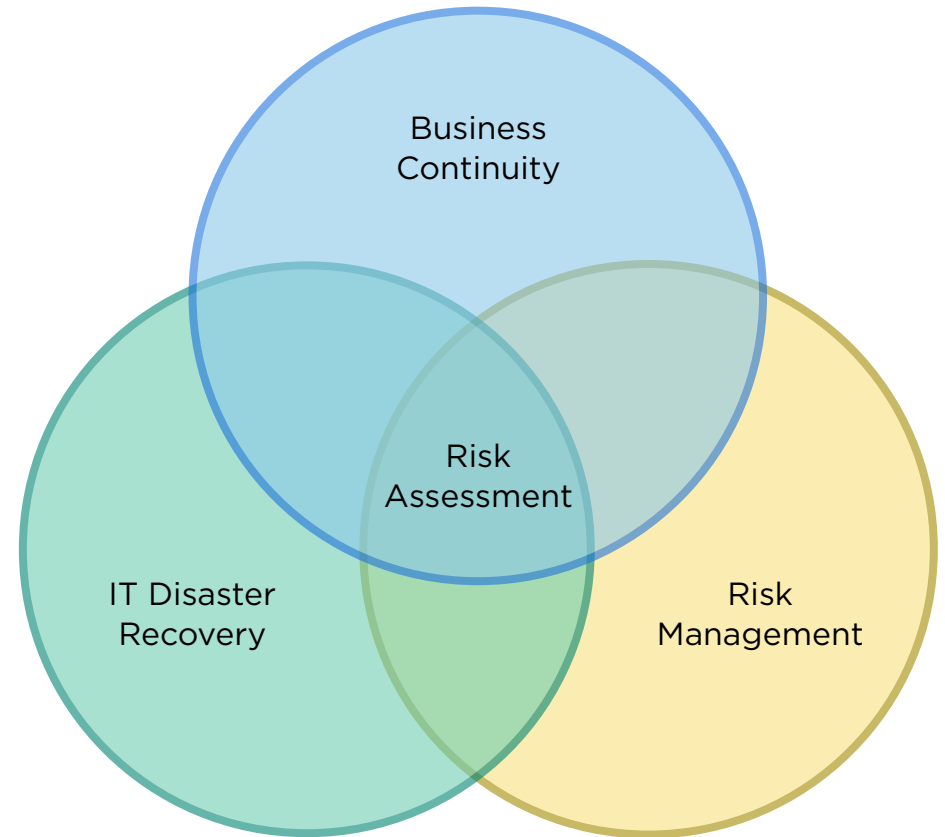 Business
Continuity
Risk
Assessment
IT Disaster
Recovery
Risk
Management